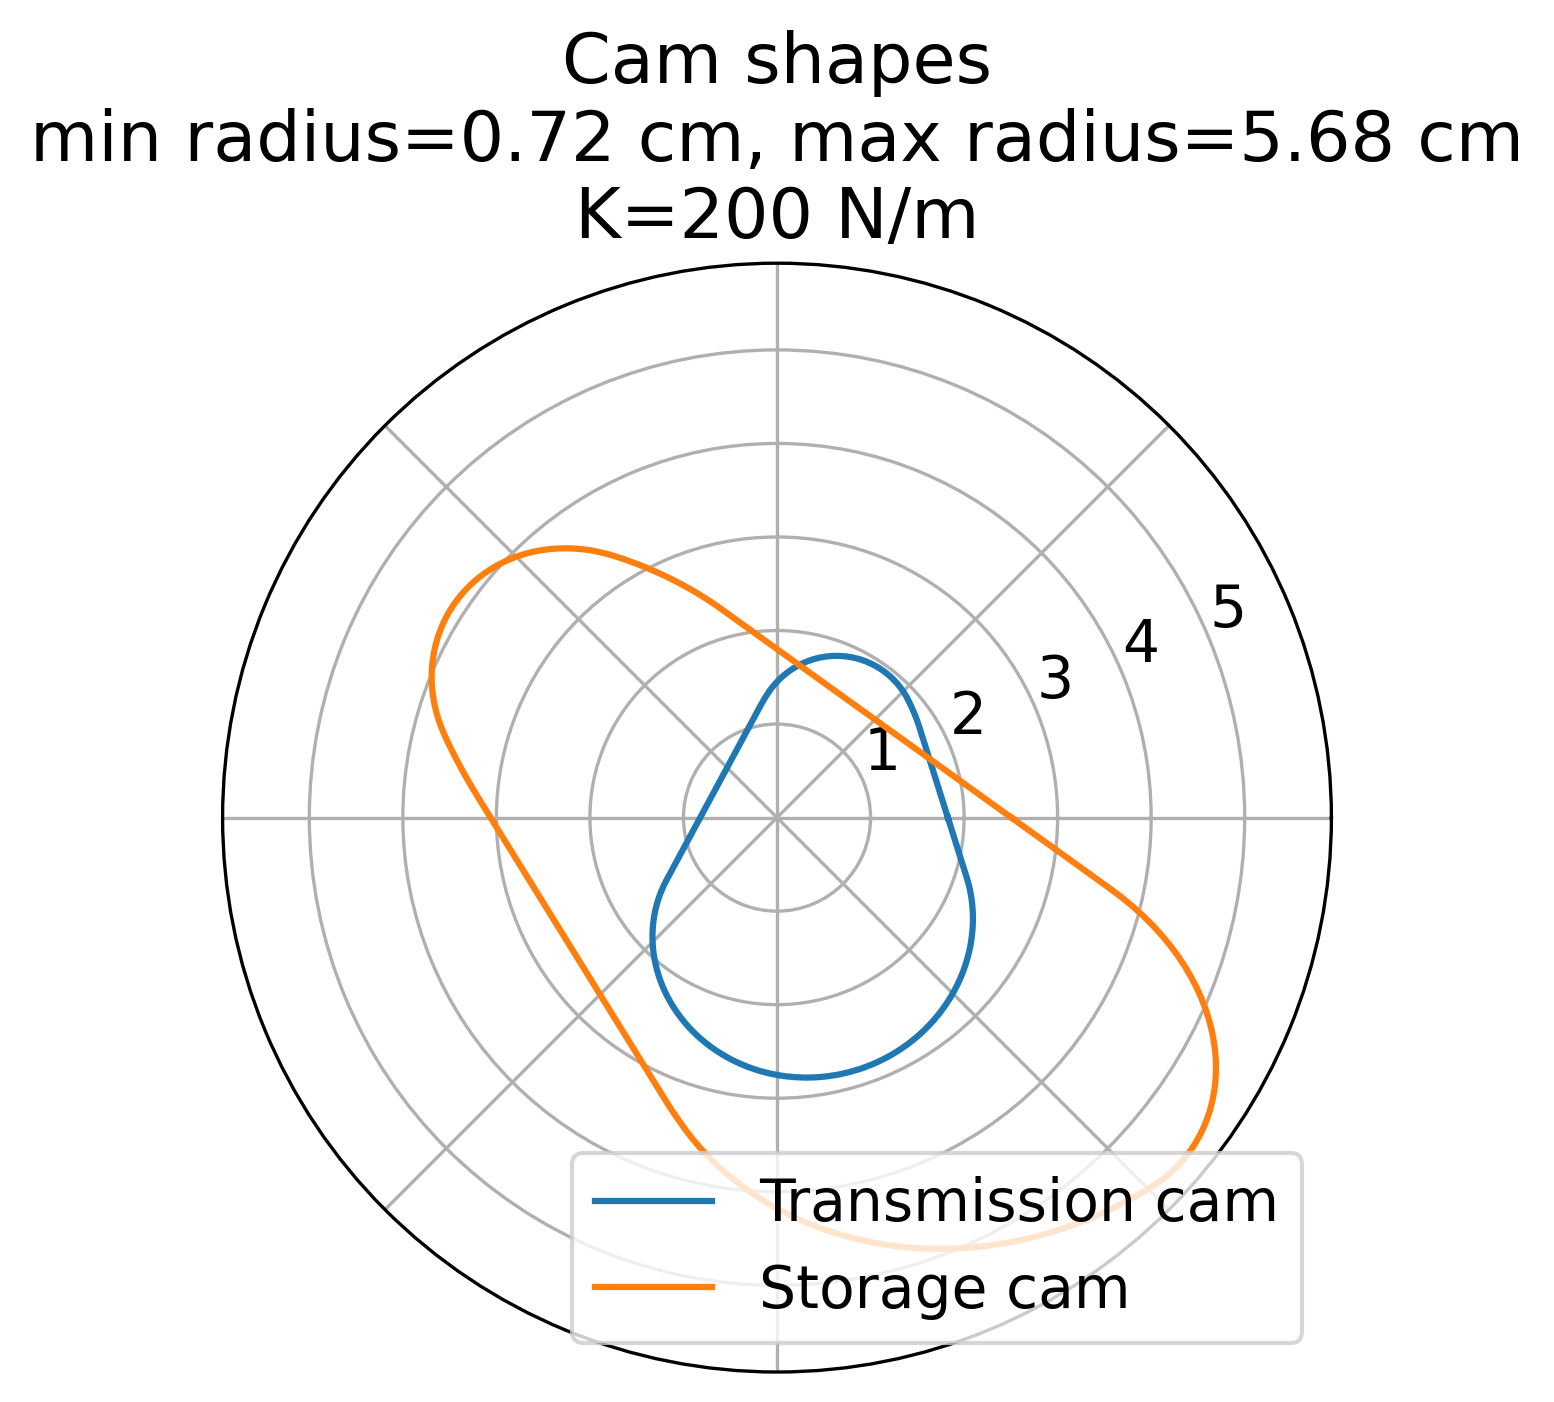 Cam shapes
min radius=0.72 cm, max radius=5.68 cm
K=200 N/m
5
4
3
2
1
Transmission cam
Storage cam